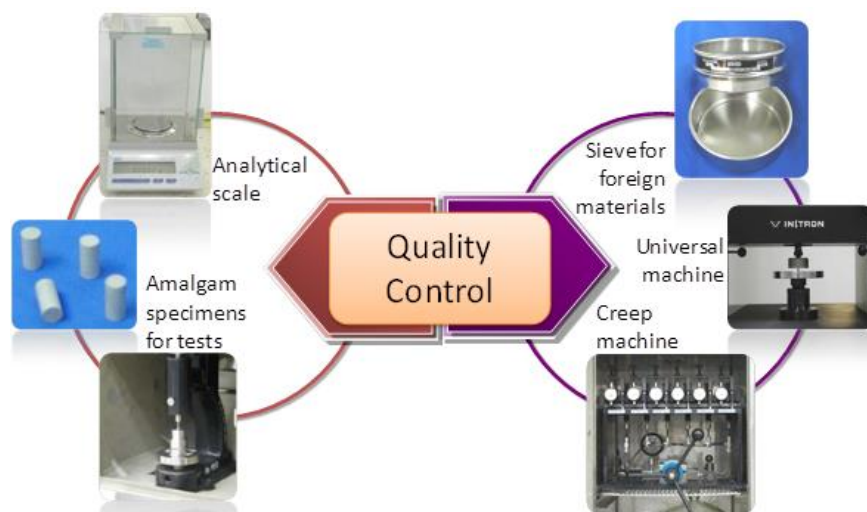 Analytical
scale
Amalgam
specimens
for tests
Quality
Control
Sieve for
foreign
materials
INSTRON
Universal
machine
Creep
machine